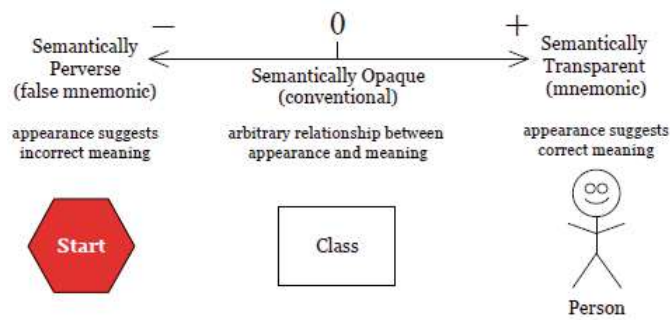 − 0 +
Semantically
Perverse
(false mnemonic)
Semantically Opaque
(conventional)
Semantically
Transparent
(mnemonic)
appearance suggests
incorrect meaning
arbitrary relationship between
appearance and meaning
appearance suggests
correct meaning
Start
Class
Person